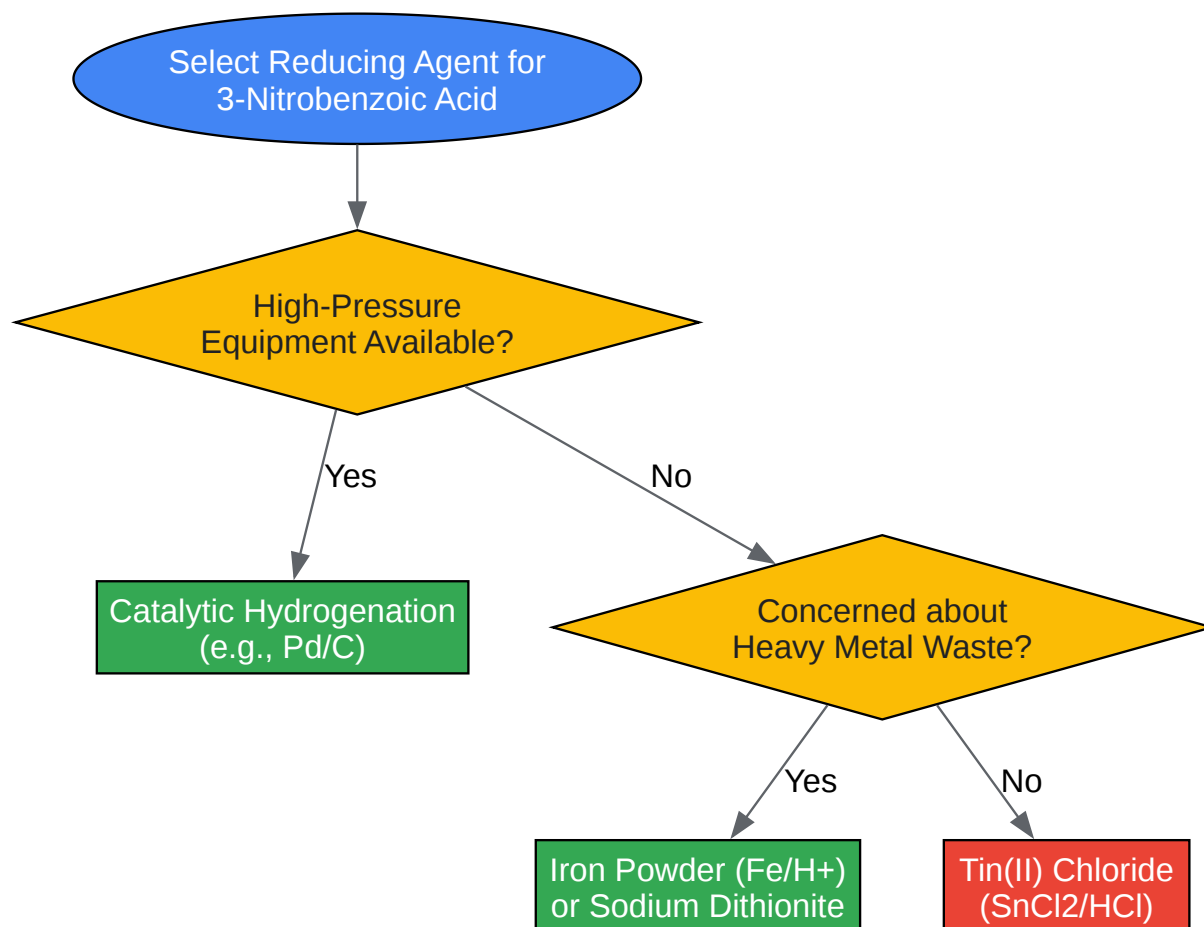 Select Reducing Agent for
3-Nitrobenzoic Acid
High-Pressure
Equipment Available?
Yes
No
Catalytic Hydrogenation
(e.g., Pd/C)
Concerned about
Heavy Metal Waste?
Yes
No
Iron Powder (Fe/H+)
or Sodium Dithionite
Tin(II) Chloride
(SnCl2/HCl)